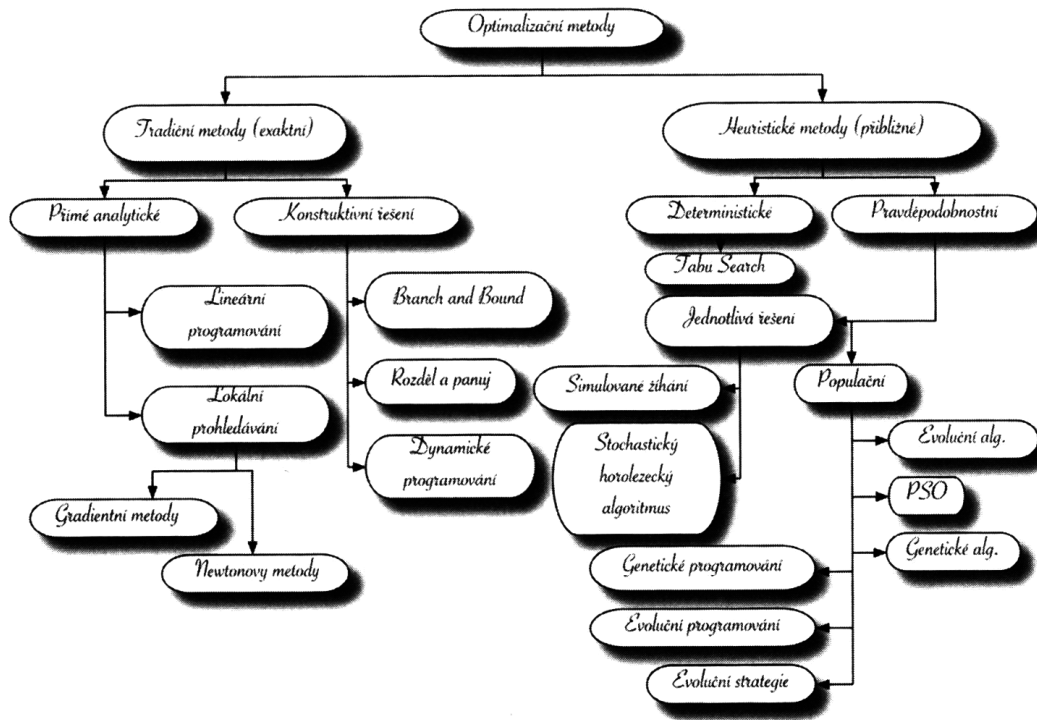 Optimalizační metody
Tradiční metody (exaktní)
Heuristické metody (přibližné)
Přímé analytické
Konstruktivní řešení
Deterministické
Pravděpodobnostní
Tabu Search
Lineární
programování
Branch and Bound
Jednotlivá řešení
Rozděl a panuj
Simulované žíhání
Populační
Lokální
prohledávání
Dynamické
programování
Stochastický
horolezecký
algoritmus
Evoluční alg.
PSO
Gradientní metody
Genetické alg.
Newtonovy metody
Genetické programování
Evoluční programování
Evoluční strategie